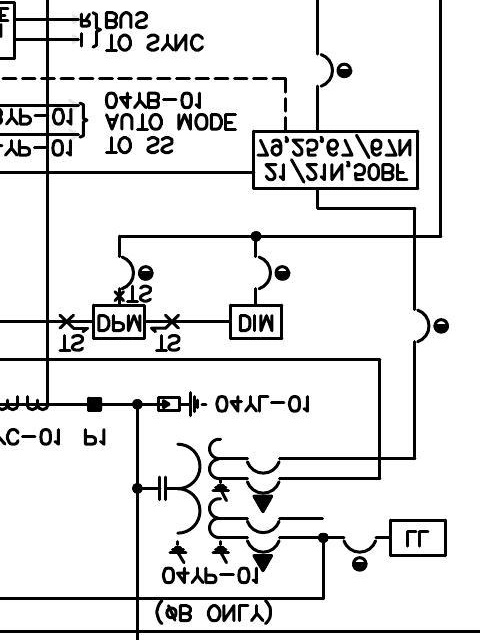 (øB ONLY)
04YP-01
LL
YC-01 P1
04YL-01
TS TS
DPM DIM
TS
21/21N,50BF
79,25,67/67N
YP-01 TO SS
YP-01 AUTO MODE
04YB-01
I TO SYNC
R BUS